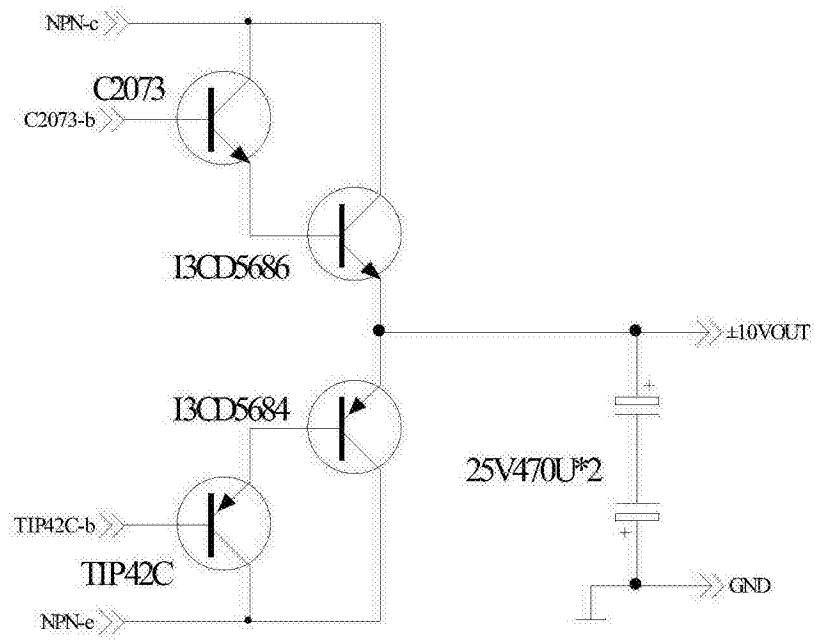 NPN-c
C2073
C2073-b
I3CD5686
±10VOUT
I3CD5684
+
25V470U*2
TIP42C-b
+
TIP42C
GND
NPN-e